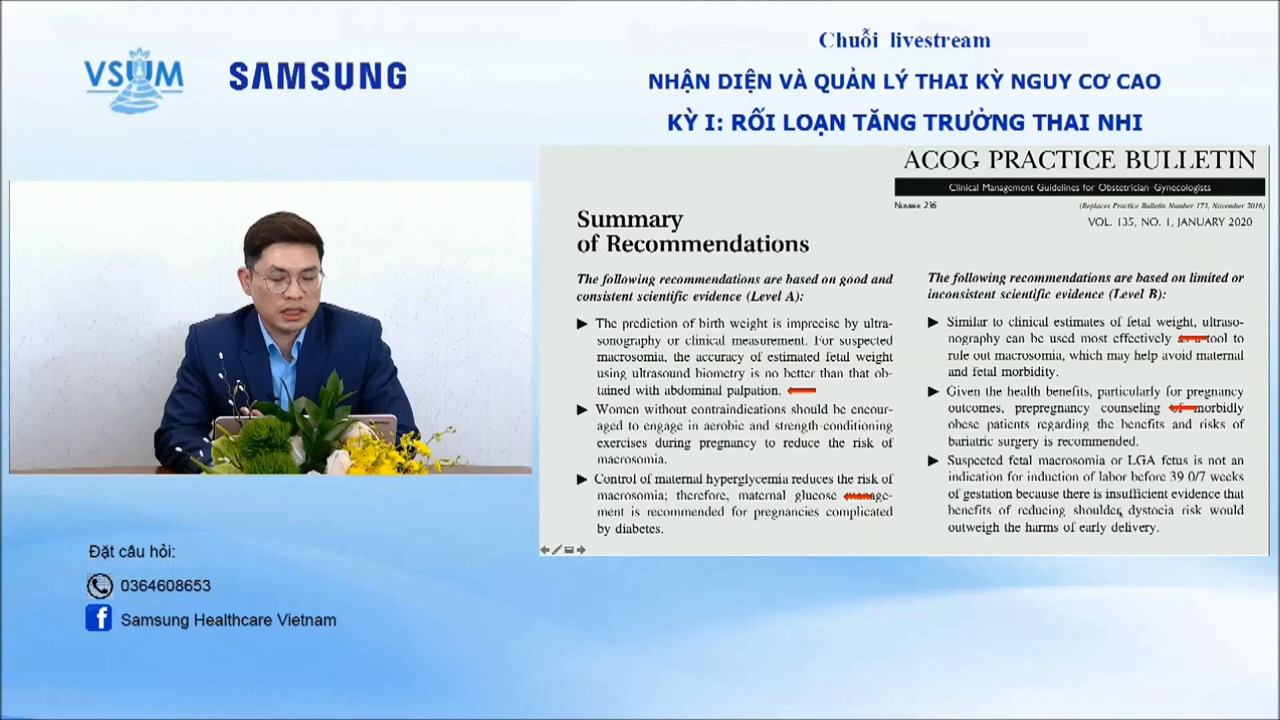 VSUM
SAMSUNG
Chuỗi livestream
NHẬN DIỆN VÀ QUẢN LÝ THAI KỲ NGUY CƠ CAO
KỲ I: RỐI LOẠN TĂNG TRƯỞNG THAI NHI
ACOG PRACTICE BULLETIN
Clinical Management Guidelines for Obstetrician–Gynecologists
Number 216
(Replaces Practice Bulletin Number 173, November 2016)
VOL. 135, NO. 1, JANUARY 2020
Summary
of Recommendations
The following recommendations are based on good and
consistent scientific evidence (Level A):
▶ The prediction of birth weight is imprecise by ultra-
sonography or clinical measurement. For suspected
macrosomia, the accuracy of estimated fetal weight
using ultrasound biometry is no better than that ob-
tained with abdominal palpation.
▶ Women without contraindications should be encour-
aged to engage in aerobic and strength-conditioning
exercises during pregnancy to reduce the risk of
macrosomia.
▶ Control of maternal hyperglycemia reduces the risk of
macrosomia; therefore, maternal glucose manage-
ment is recommended for pregnancies complicated
by diabetes.
The following recommendations are based on limited or
inconsistent scientific evidence (Level B):
▶ Similar to clinical estimates of fetal weight, ultraso-
nography can be used most effectively as a tool to
rule out macrosomia, which may help avoid maternal
and fetal morbidity.
▶ Given the health benefits, particularly for pregnancy
outcomes, prepregnancy counseling of morbidly
obese patients regarding the benefits and risks of
bariatric surgery is recommended.
▶ Suspected fetal macrosomia or LGA fetus is not an
indication for induction of labor before 39 0/7 weeks
of gestation because there is insufficient evidence that
benefits of reducing shoulder dystocia risk would
outweigh the harms of early delivery.
Đặt câu hỏi:
0364608653
Samsung Healthcare Vietnam